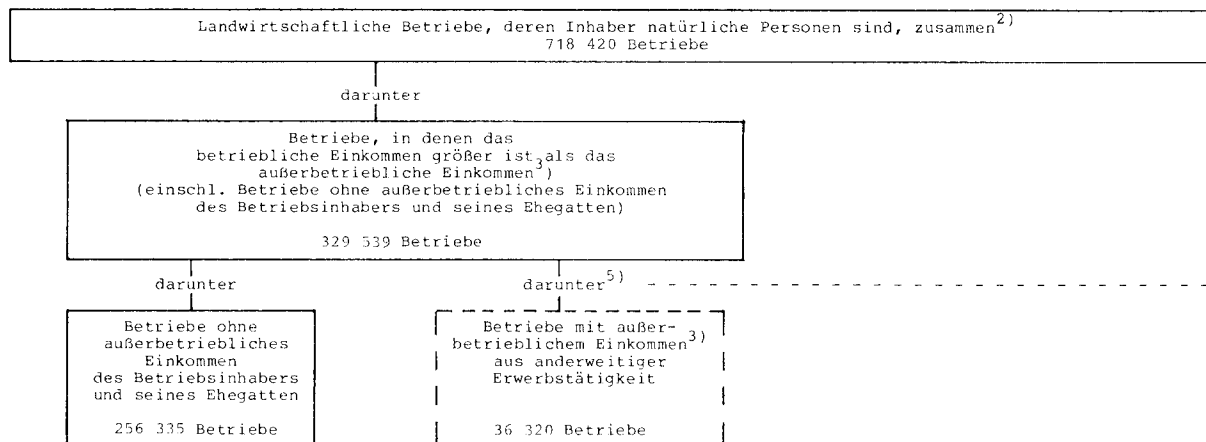 Landwirtschaftliche Betriebe, deren Inhaber natürliche Personen sind, zusammen2)
718 420 Betriebe
darunter
Betriebe, in denen das
betriebliche Einkommen größer ist als das
außerbetriebliche Einkommen3)
(einschl. Betriebe ohne außerbetriebliches Einkommen
des Betriebsinhabers und seines Ehegatten)
329 539 Betriebe
darunter
darunter5)
Betriebe ohne
außerbetriebliches
Einkommen
des Betriebsinhabers
und seines Ehegatten
256 335 Betriebe
Betriebe mit außer-
betrieblichem Einkommen3)
aus anderweitiger
Erwerbstätigkeit
36 320 Betriebe